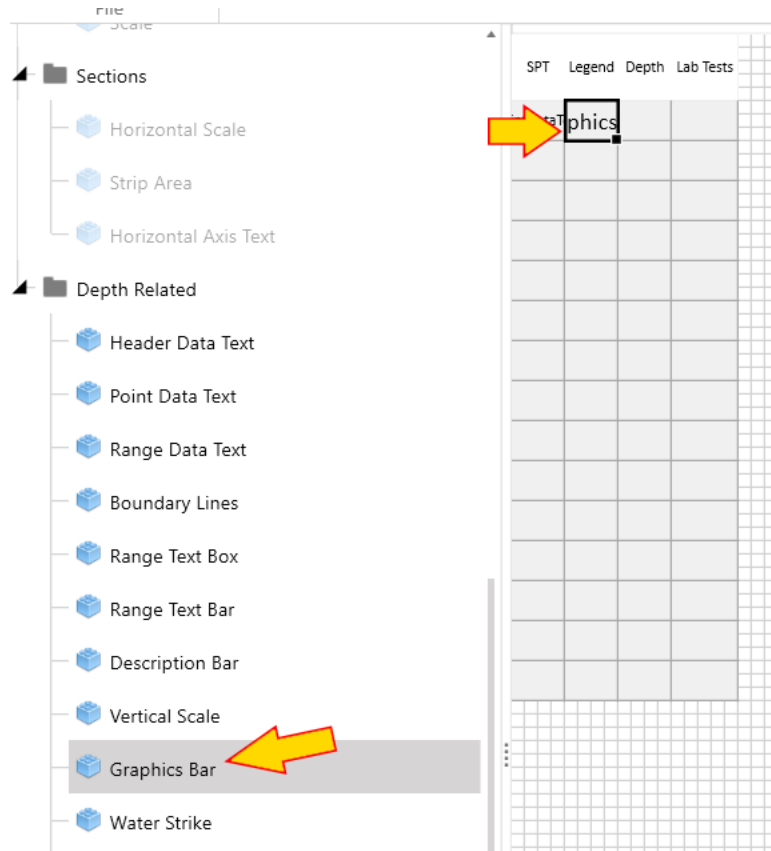 File
Scale
Sections
Horizontal Scale
Strip Area
Horizontal Axis Text
Depth Related
Header Data Text
Point Data Text
Range Data Text
Boundary Lines
Range Text Box
Range Text Bar
Description Bar
Vertical Scale
Graphics Bar
Water Strike
SPT Legend Depth Lab Tests
phics